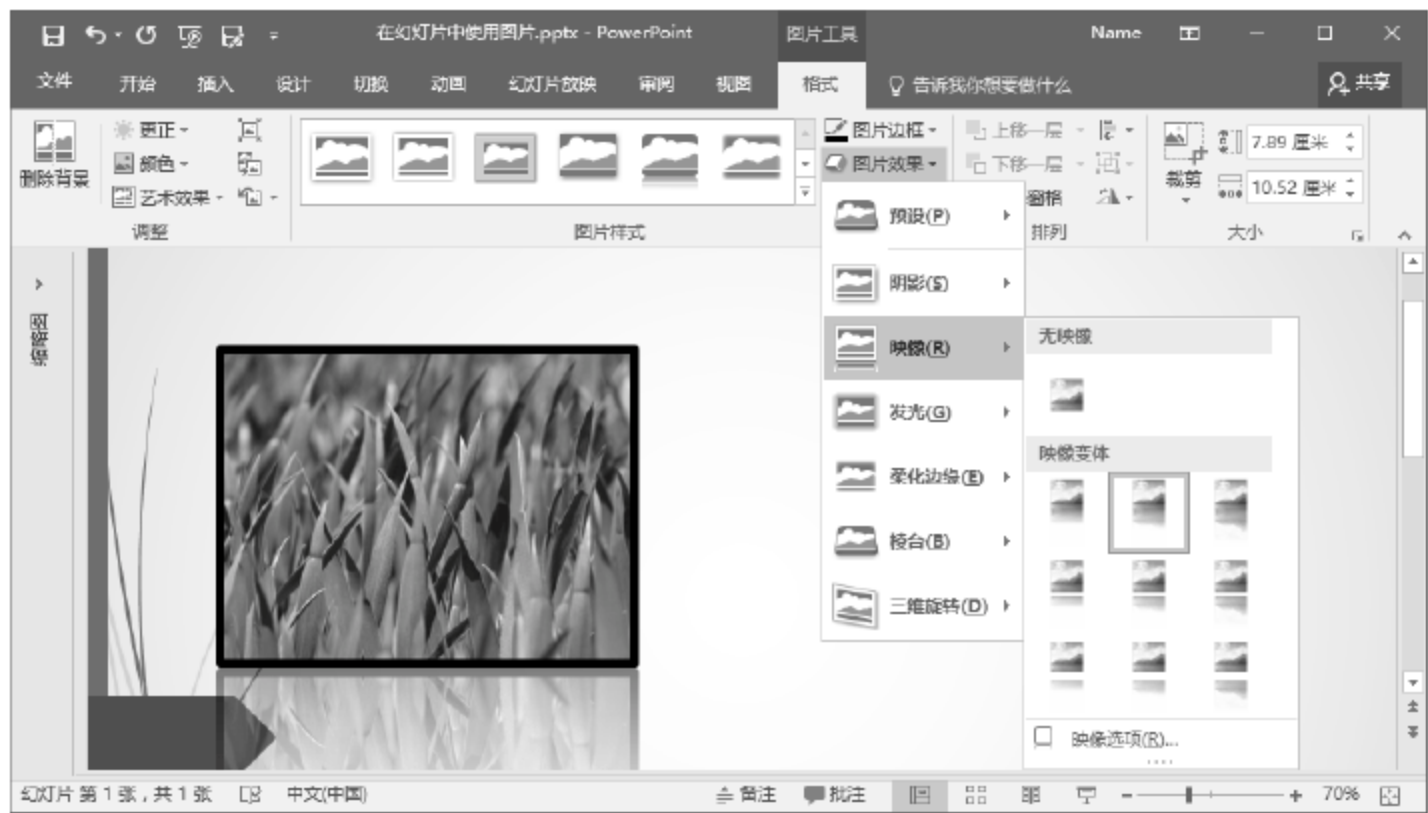 在幻灯片中使用图片.pptx - PowerPoint
图片工具
Name
文件 开始 插入 设计 切换 动画 幻灯片放映 审阅 视图 格式 告诉我你想要做什么 共享
删除背景
更正
颜色
艺术效果
调整
图片样式
图片边框
图片效果
上移一层
下移一层
窗格
排列
裁剪
7.89 厘米
10.52 厘米
大小
缩略图
预设(P)
阴影(S)
映像(R)
发光(G)
柔化边缘(E)
棱台(B)
三维旋转(D)
无映像
映像变体
映像选项(R)...
幻灯片 第 1 张，共 1 张 中文(中国) 备注 批注 70%